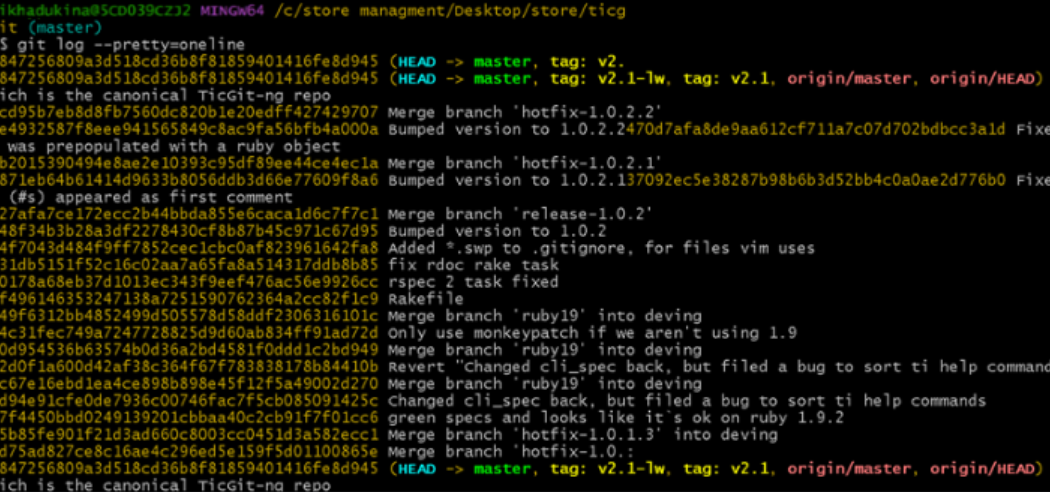 ikhadukina@5CD039CZJ2 MINGW64 /c/store managment/Desktop/store/ticg
it (master)
$ git log --pretty=oneline
847256809a3d518cd36b8f81859401416fe8d945 (HEAD -> master, tag: v2.
847256809a3d518cd36b8f81859401416fe8d945 (HEAD -> master, tag: v2.1-lw, tag: v2.1, origin/master, origin/HEAD)
ich is the canonical TicGit-ng repo
cd95b7eb8d8fb7560dc820b1e20edff427429707 Merge branch 'hotfix-1.0.2.2'
e4932587f8eee941565849c8ac9fa56bfb4a000a Bumped version to 1.0.2.2470d7afa8de9aa612cf711a7c07d702bdbcc3a1d Fixe
was prepopulated with a ruby object
b2015390494e8ae2e10393c95df89ee44ce4ec1a Merge branch 'hotfix-1.0.2.1'
871eb64b61414d9633b8056ddb3d66e77609f8a6 Bumped version to 1.0.2.137092ec5e38287b98b6b3d52bb4c0a0ae2d776b0 Fixe
(#s) appeared as first comment
27afa7ce172ecc2b44bbda855e6caca1d6c7f7c1 Merge branch 'release-1.0.2'
48f34b3b28a3df2278430cf8b87b45c971c67d95 Bumped version to 1.0.2
4f7043d484f9ff7852cec1cbc0af823961642fa8 Added *.swp to .gitignore, for files vim uses
31db5151f52c16c02aa7a65fa8a514317ddb8b85 fix rdoc rake task
0178a68eb37d1013ec343f9eef476ac56e9926cc rspec 2 task fixed
f496146353247138a7251590762364a2cc82f1c9 Rakefile
49f6312bb4852499d505578d58ddf2306316101c Merge branch 'ruby19' into deving
4c31fec749a7247728825d9d60ab834ff91ad72d Only use monkeypatch if we aren't using 1.9
0d954536b63574b0d36a2bd4581f0ddd1c2bd949 Merge branch 'ruby19' into deving
2d0f1a600d42af38c364f67f783838178b84410b Revert "Changed cli_spec back, but filed a bug to sort ti help command
c67e16ebd1ea4ce898b898e45f12f5a49002d270 Merge branch 'ruby19' into deving
d94e91cfe0de7936c00746fac7f5cb085091425c Changed cli_spec back, but filed a bug to sort ti help commands
7f4450bbd0249139201cbbaa40c2cb91f7f01cc6 green specs and looks like it`s ok on ruby 1.9.2
5b85fe901f21d3ad660c8003cc0451d3a582ecc1 Merge branch 'hotfix-1.0.1.3' into deving
d75ad827ce8c16ae4c296ed5e159f5d01100865e Merge branch 'hotfix-1.0.:
847256809a3d518cd36b8f81859401416fe8d945 (HEAD -> master, tag: v2.1-lw, tag: v2.1, origin/master, origin/HEAD)
ich is the canonical TicGit-ng repo